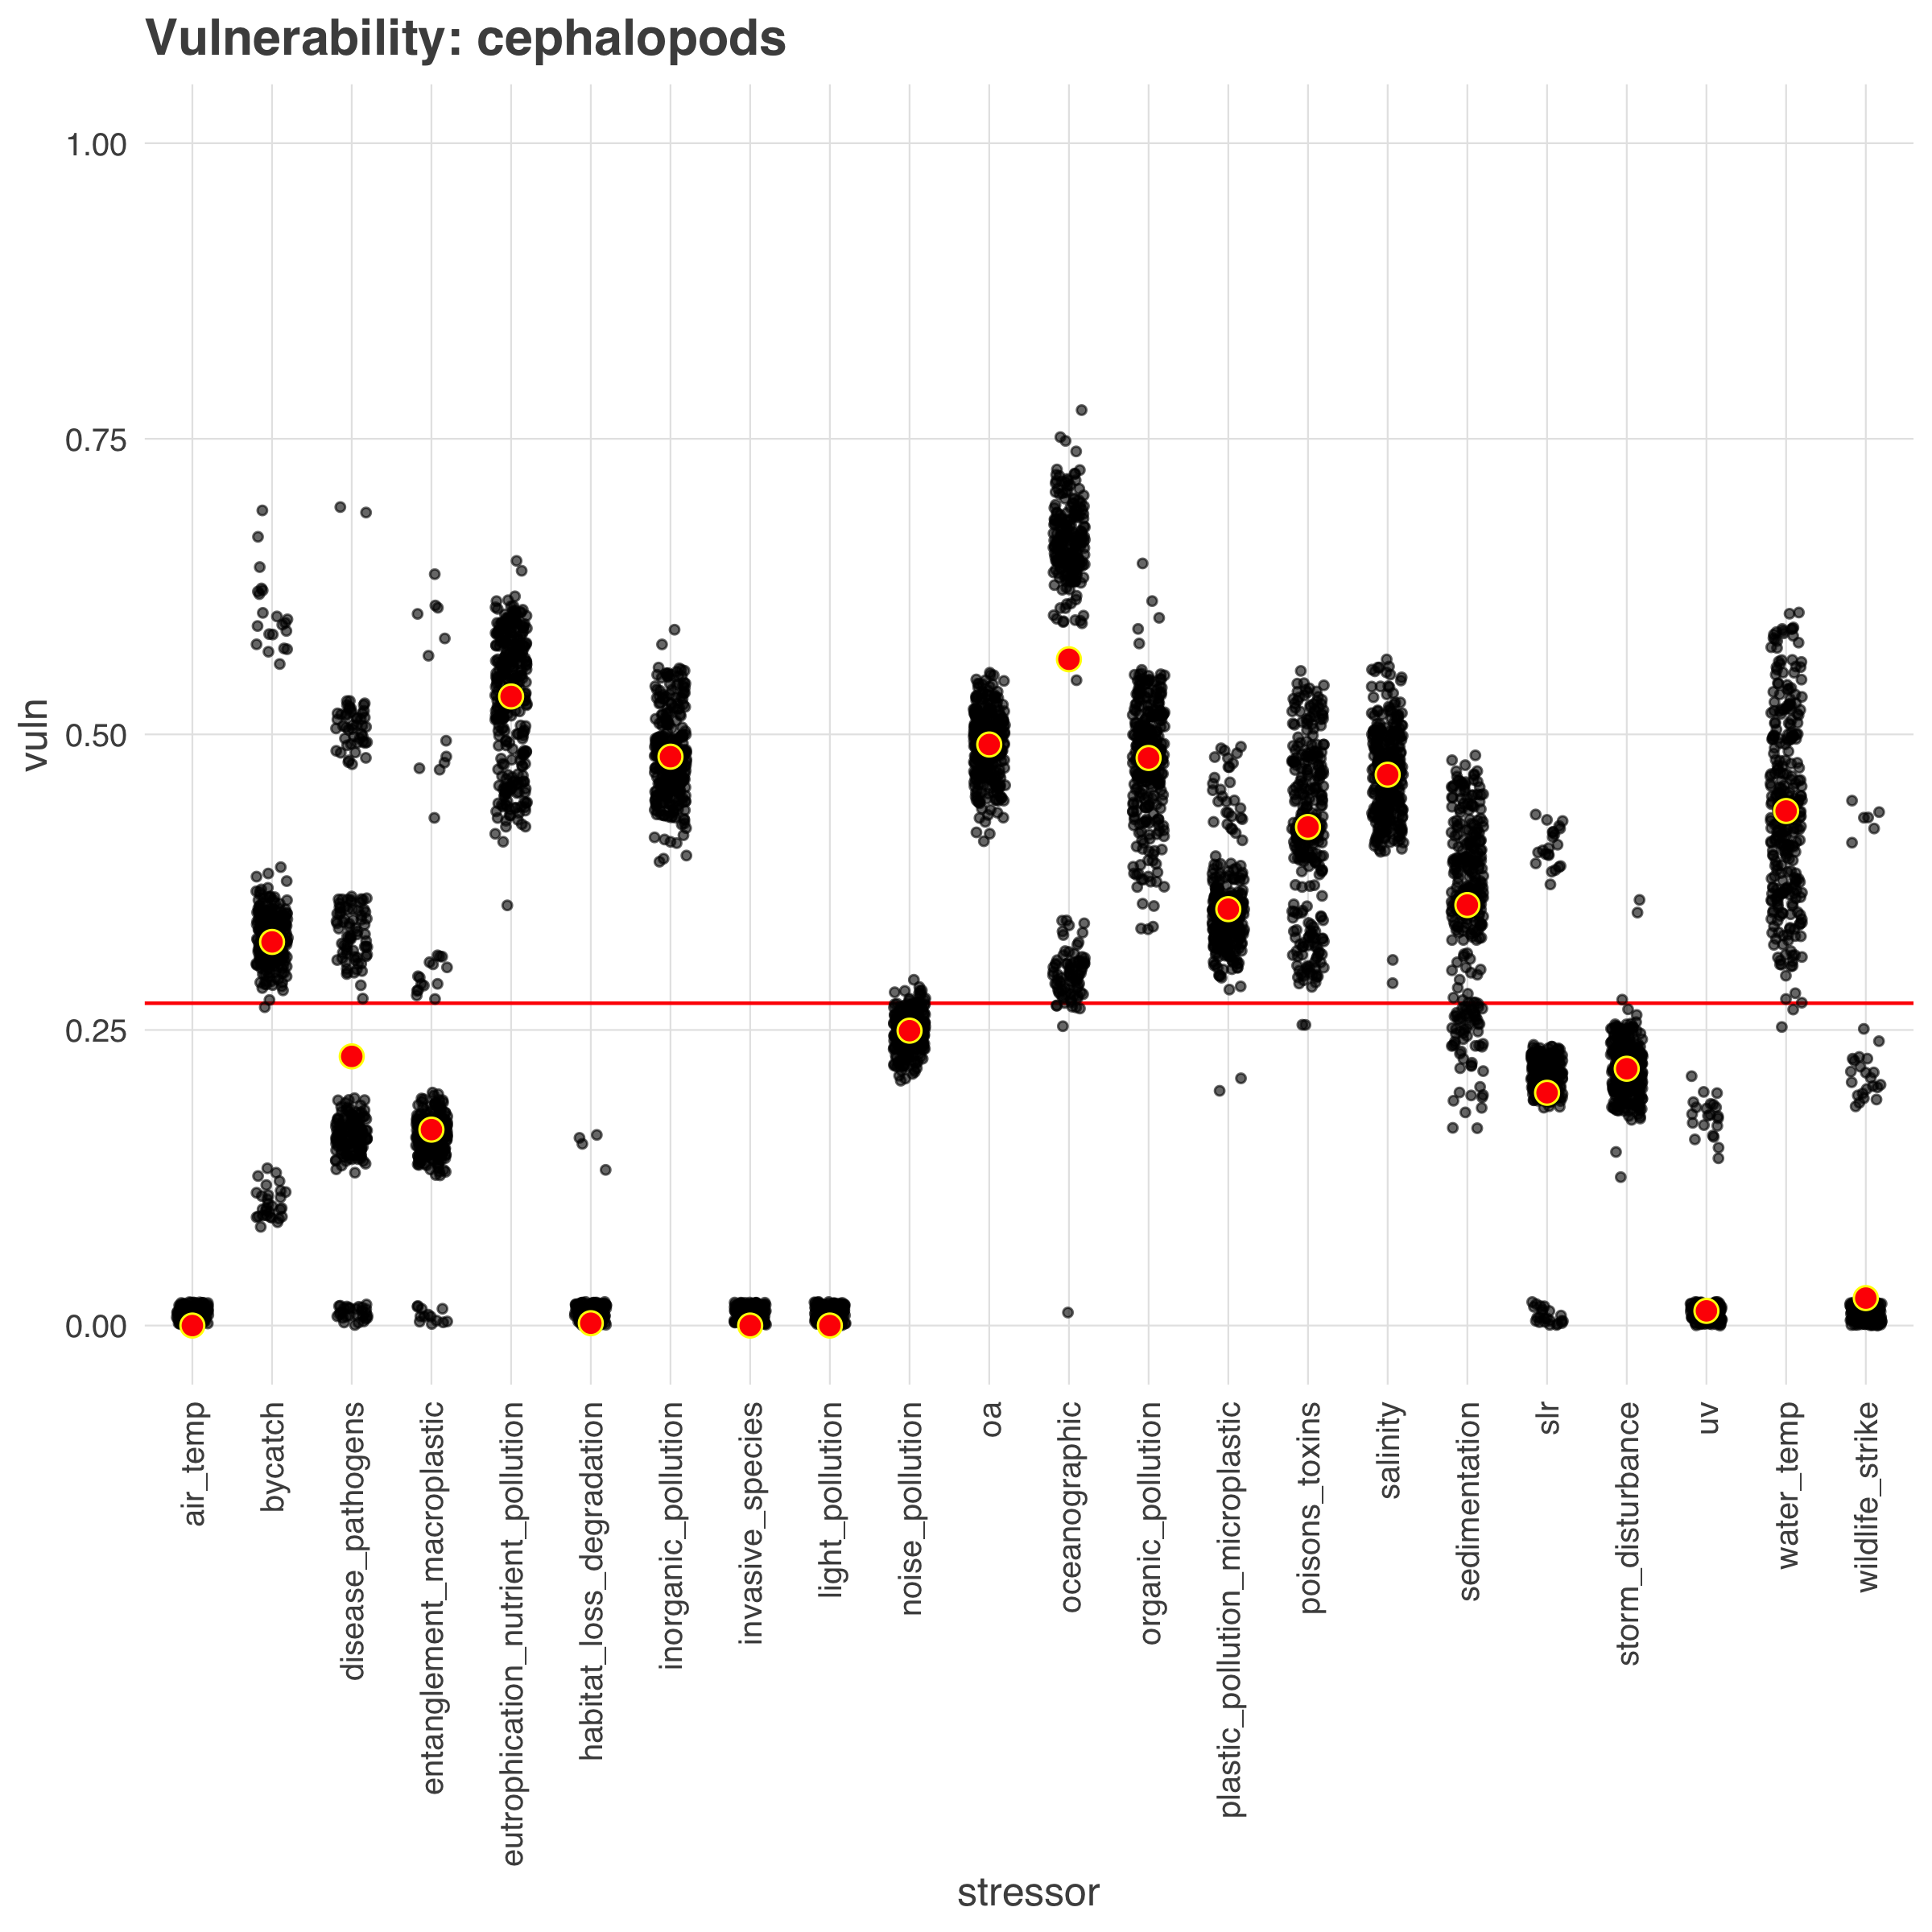 Vulnerability: cephalopods
vuln
1.00
0.75
0.50
0.25
0.00
air_temp
bycatch
disease_pathogens
entanglement_macroplastic
eutrophication_nutrient_pollution
habitat_loss_degradation
inorganic_pollution
invasive_species
light_pollution
noise_pollution
oa
oceanographic
organic_pollution
plastic_pollution_microplastic
poisons_toxins
salinity
sedimentation
slr
storm_disturbance
uv
water_temp
wildlife_strike
stressor